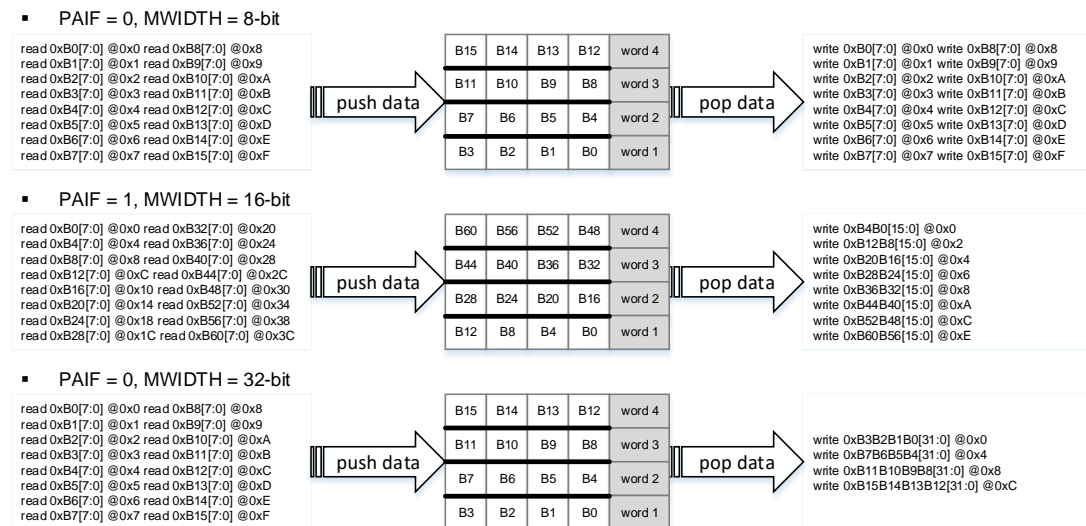 ▪ PAIF = 0, MWIDTH = 8-bit
read 0xB0[7:0] @0x0 read 0xB8[7:0] @0x8
read 0xB1[7:0] @0x1 read 0xB9[7:0] @0x9
read 0xB2[7:0] @0x2 read 0xB10[7:0] @0xA
read 0xB3[7:0] @0x3 read 0xB11[7:0] @0xB
read 0xB4[7:0] @0x4 read 0xB12[7:0] @0xC
read 0xB5[7:0] @0x5 read 0xB13[7:0] @0xD
read 0xB6[7:0] @0x6 read 0xB14[7:0] @0xE
read 0xB7[7:0] @0x7 read 0xB15[7:0] @0xF
push data
B15 B14 B13 B12 word 4
B11 B10 B9 B8 word 3
B7 B6 B5 B4 word 2
B3 B2 B1 B0 word 1
pop data
write 0xB0[7:0] @0x0 write 0xB8[7:0] @0x8
write 0xB1[7:0] @0x1 write 0xB9[7:0] @0x9
write 0xB2[7:0] @0x2 write 0xB10[7:0] @0xA
write 0xB3[7:0] @0x3 write 0xB11[7:0] @0xB
write 0xB4[7:0] @0x4 write 0xB12[7:0] @0xC
write 0xB5[7:0] @0x5 write 0xB13[7:0] @0xD
write 0xB6[7:0] @0x6 write 0xB14[7:0] @0xE
write 0xB7[7:0] @0x7 write 0xB15[7:0] @0xF
▪ PAIF = 1, MWIDTH = 16-bit
read 0xB0[7:0] @0x0 read 0xB32[7:0] @0x20
read 0xB4[7:0] @0x4 read 0xB36[7:0] @0x24
read 0xB8[7:0] @0x8 read 0xB40[7:0] @0x28
read 0xB12[7:0] @0xC read 0xB44[7:0] @0x2C
read 0xB16[7:0] @0x10 read 0xB48[7:0] @0x30
read 0xB20[7:0] @0x14 read 0xB52[7:0] @0x34
read 0xB24[7:0] @0x18 read 0xB56[7:0] @0x38
read 0xB28[7:0] @0x1C read 0xB60[7:0] @0x3C
push data
B60 B56 B52 B48 word 4
B44 B40 B36 B32 word 3
B28 B24 B20 B16 word 2
B12 B8 B4 B0 word 1
pop data
write 0xB4B0[15:0] @0x0
write 0xB12B8[15:0] @0x2
write 0xB20B16[15:0] @0x4
write 0xB28B24[15:0] @0x6
write 0xB36B32[15:0] @0x8
write 0xB44B40[15:0] @0xA
write 0xB52B48[15:0] @0xC
write 0xB60B56[15:0] @0xE
▪ PAIF = 0, MWIDTH = 32-bit
read 0xB0[7:0] @0x0 read 0xB8[7:0] @0x8
read 0xB1[7:0] @0x1 read 0xB9[7:0] @0x9
read 0xB2[7:0] @0x2 read 0xB10[7:0] @0xA
read 0xB3[7:0] @0x3 read 0xB11[7:0] @0xB
read 0xB4[7:0] @0x4 read 0xB12[7:0] @0xC
read 0xB5[7:0] @0x5 read 0xB13[7:0] @0xD
read 0xB6[7:0] @0x6 read 0xB14[7:0] @0xE
read 0xB7[7:0] @0x7 read 0xB15[7:0] @0xF
push data
B15 B14 B13 B12 word 4
B11 B10 B9 B8 word 3
B7 B6 B5 B4 word 2
B3 B2 B1 B0 word 1
pop data
write 0xB3B2B1B0[31:0] @0x0
write 0xB7B6B5B4[31:0] @0x4
write 0xB11B10B9B8[31:0] @0x8
write 0xB15B14B13B12[31:0] @0xC